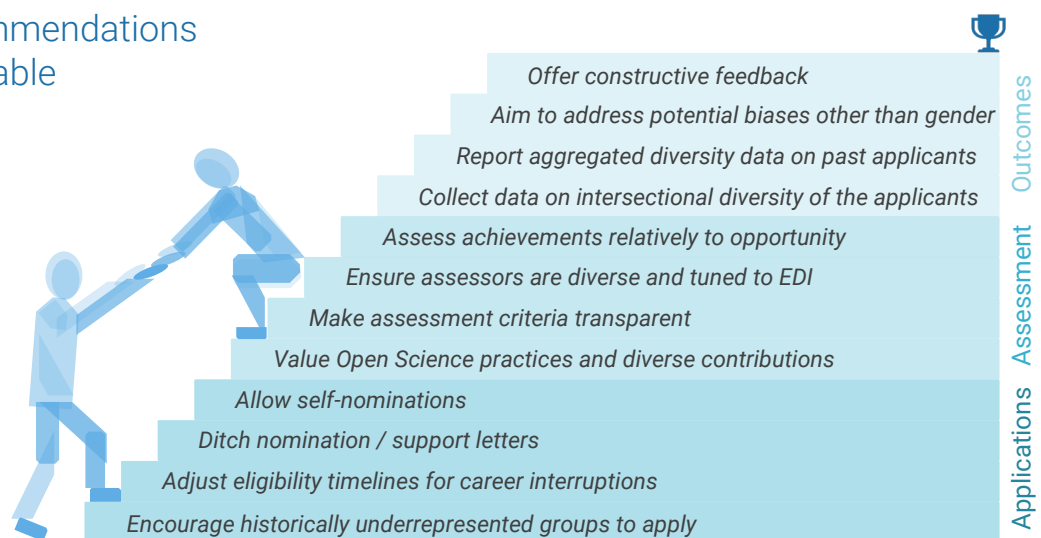 nmendations
able
Offer constructive feedback
Aim to address potential biases other than gender
Report aggregated diversity data on past applicants
Collect data on intersectional diversity of the applicants
Outcomes
Assess achievements relatively to opportunity
Ensure assessors are diverse and tuned to EDI
Make assessment criteria transparent
Value Open Science practices and diverse contributions
Assessment
Allow self-nominations
Ditch nomination / support letters
Adjust eligibility timelines for career interruptions
Encourage historically underrepresented groups to apply
Applications